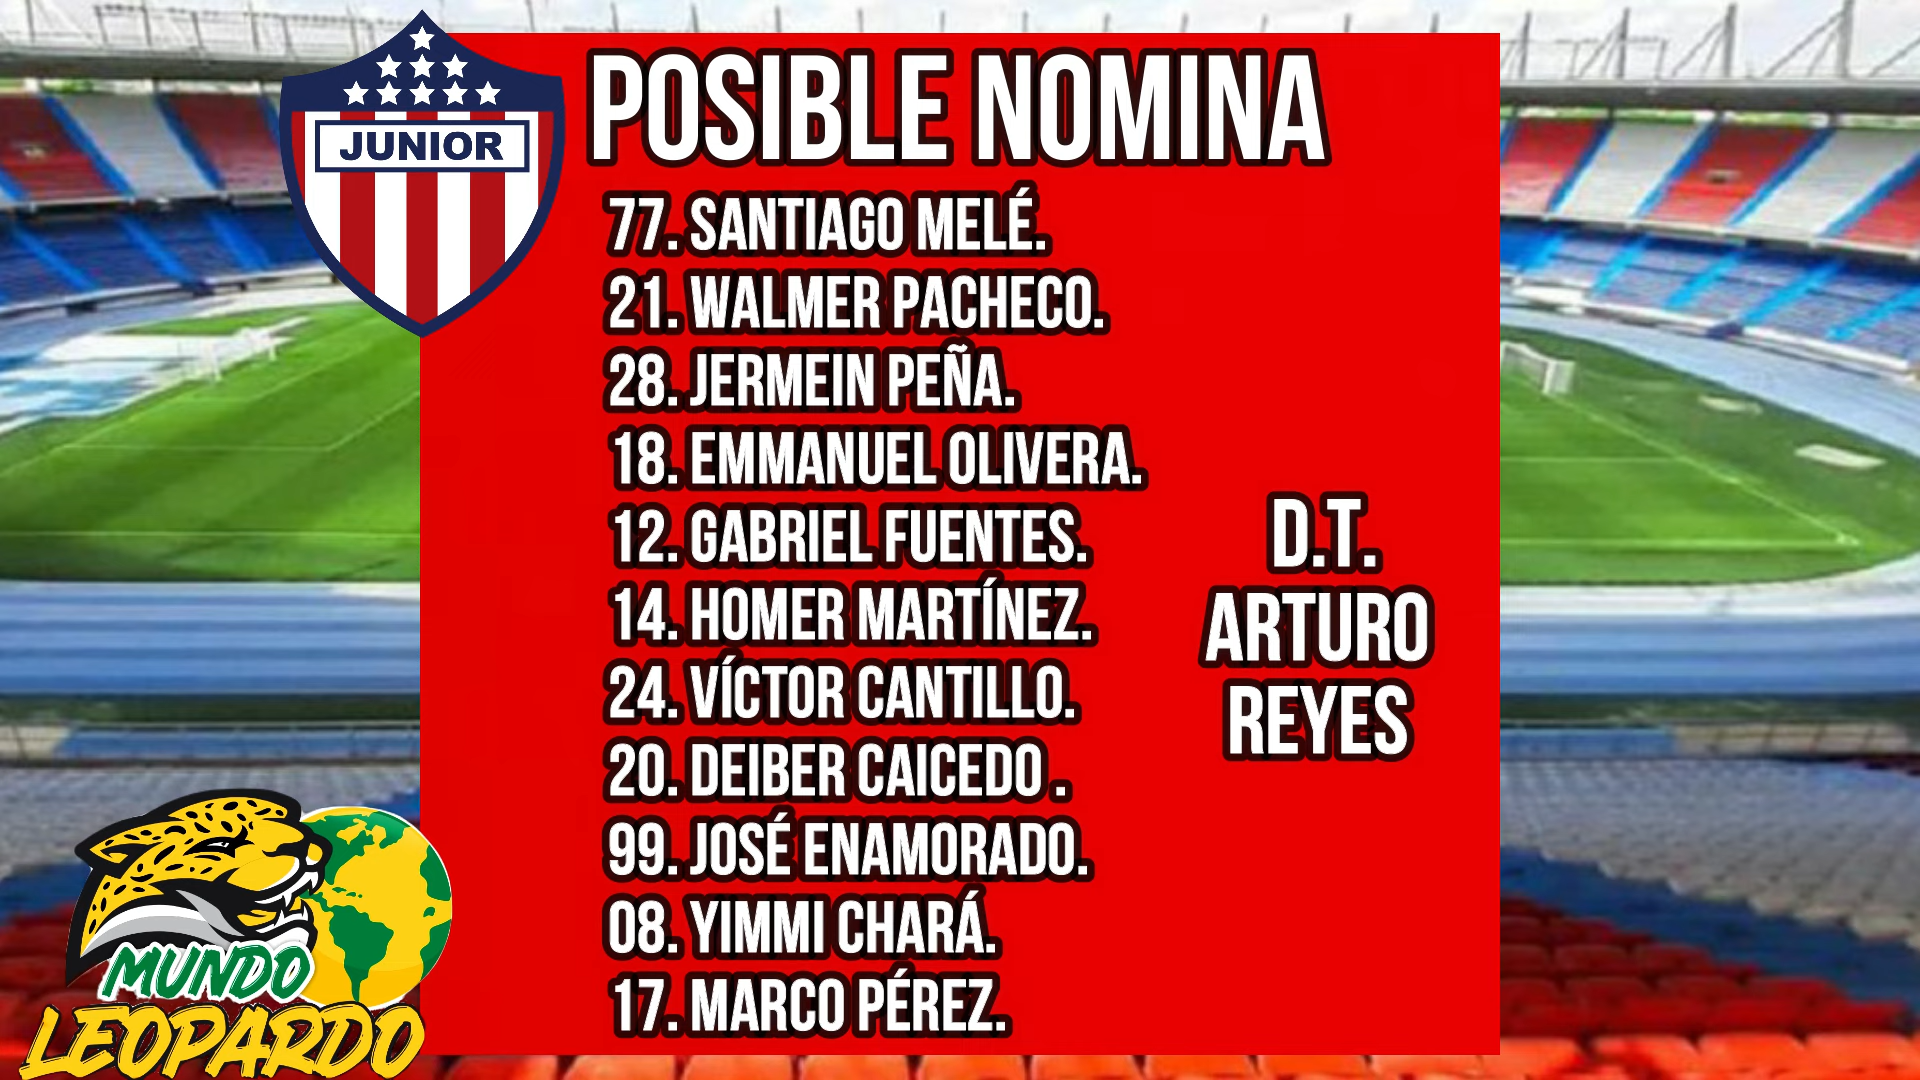 JUNIOR
POSIBLE NOMINA
77. SANTIAGO MELÉ.
21. WALMER PACHECO.
28. JERMEIN PEÑA.
18. EMMANUEL OLIVERA.
12. GABRIEL FUENTES.
14. HOMER MARTÍNEZ.
24. VÍCTOR CANTILLO.
20. DEIBER CAICEDO .
99. JOSÉ ENAMORADO.
08. YIMMI CHARÁ.
17. MARCO PÉREZ.
D.T.
ARTURO
REYES
MUNDO
LEOPARDO